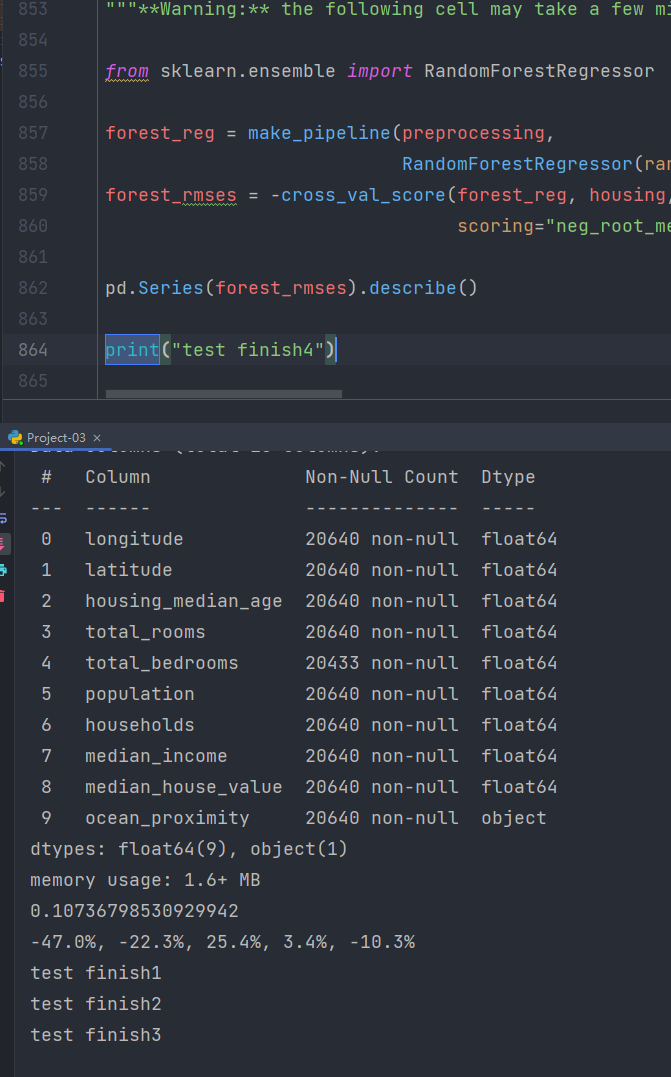 853 """**Warning:** the following cell may take a few
854
855 from sklearn.ensemble import RandomForestRegressor
856
857 forest_reg = make_pipeline(preprocessing,
858 RandomForestRegressor(
859 forest_rmses = -cross_val_score(forest_reg, housing,
860 scoring="neg_root_
861
862 pd.Series(forest_rmses).describe()
863
864 print("test finish4")
865
Project-03 ×
# Column Non-Null Count Dtype
--- ------ -------------- -----
0 longitude 20640 non-null float64
1 latitude 20640 non-null float64
2 housing_median_age 20640 non-null float64
3 total_rooms 20640 non-null float64
4 total_bedrooms 20433 non-null float64
5 population 20640 non-null float64
6 households 20640 non-null float64
7 median_income 20640 non-null float64
8 median_house_value 20640 non-null float64
9 ocean_proximity 20640 non-null object
dtypes: float64(9), object(1)
memory usage: 1.6+ MB
0.10736798530929942
-47.0%, -22.3%, 25.4%, 3.4%, -10.3%
test finish1
test finish2
test finish3